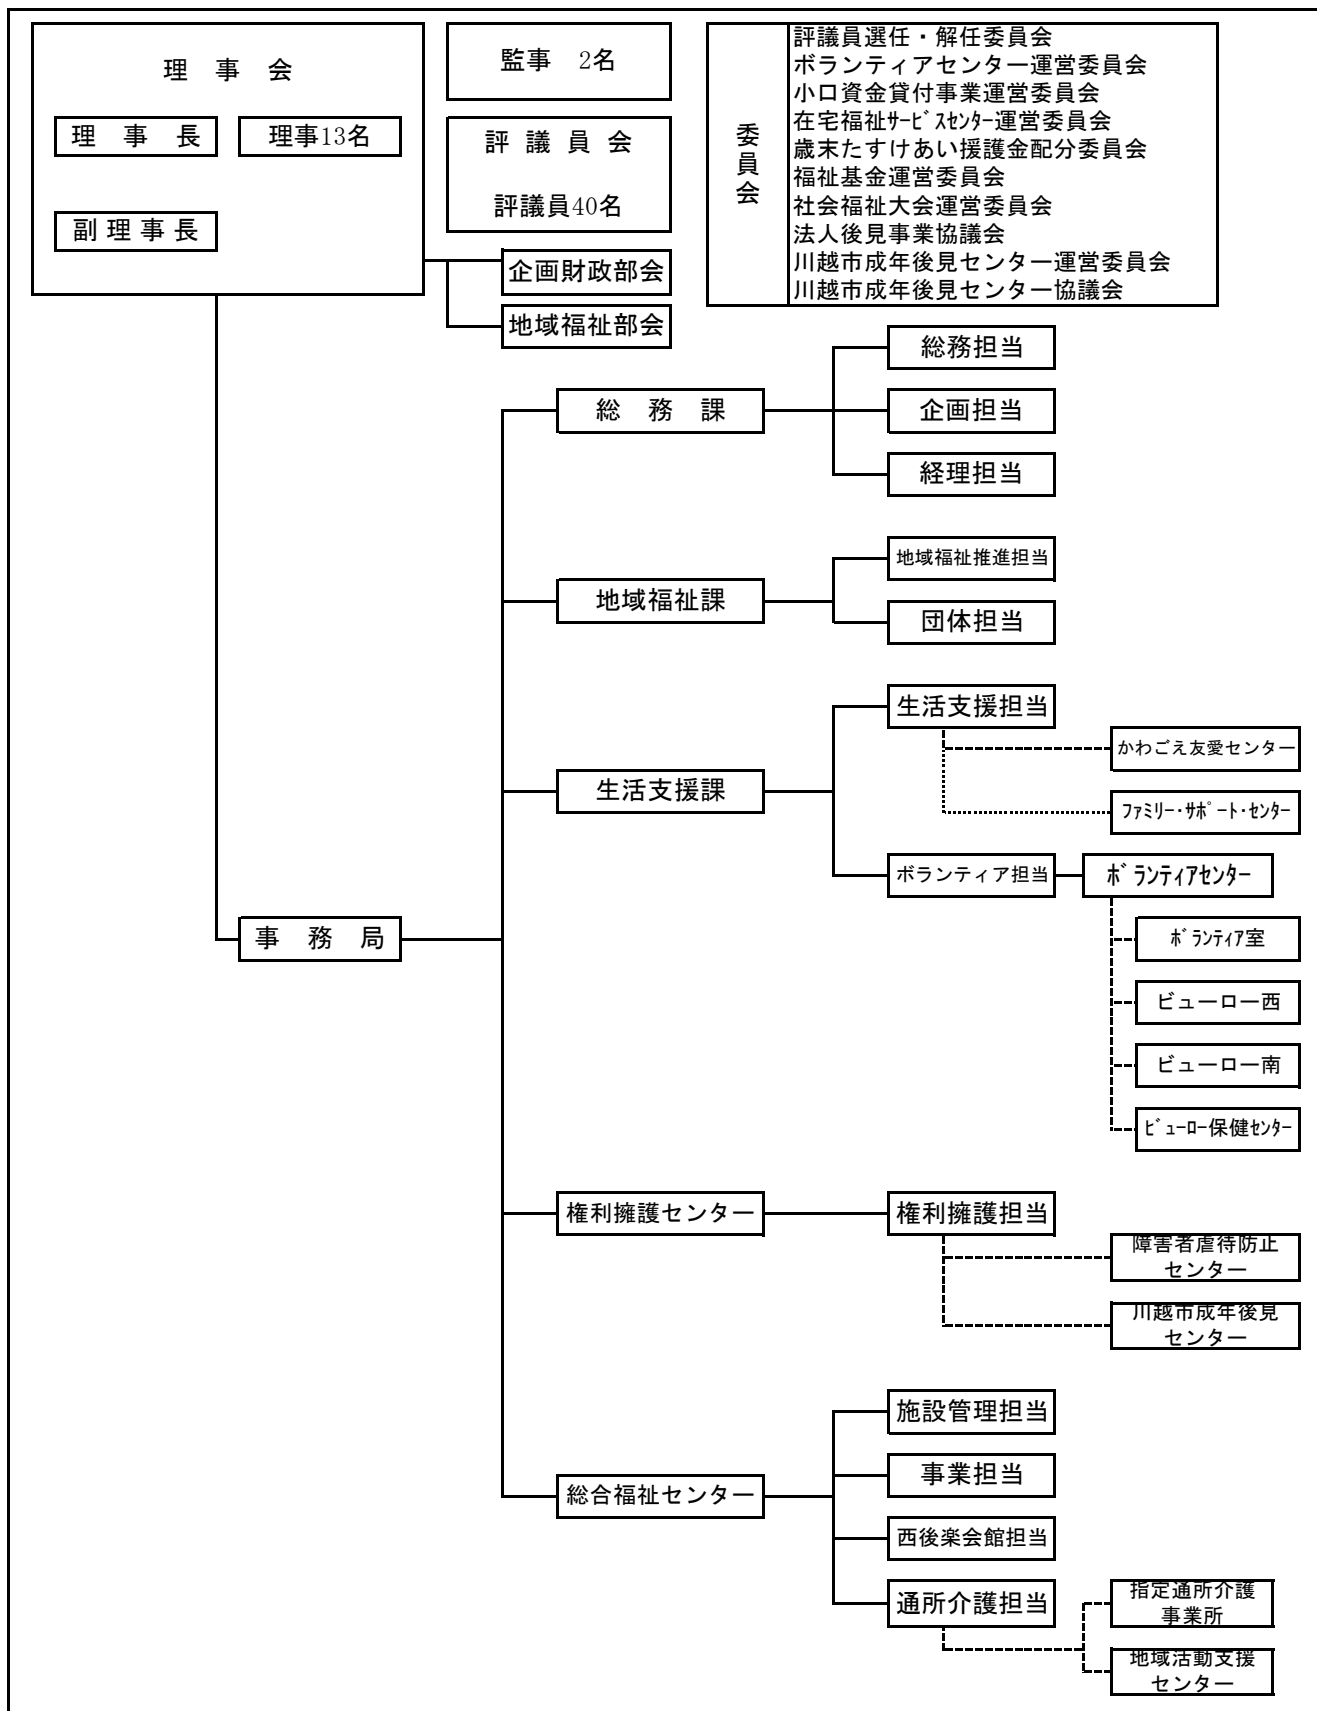 理　事　会
理　事　長
理事13名
副理事長
監事　2名
評 議 員 会
評議員40名
企画財政部会
地域福祉部会
委員会
評議員選任・解任委員会
ボランティアセンター運営委員会
小口資金貸付事業運営委員会
在宅福祉ｻｰﾋﾞｽｾﾝﾀｰ運営委員会
歳末たすけあい援護金配分委員会
福祉基金運営委員会
社会福祉大会運営委員会
法人後見事業協議会
川越市成年後見センター運営委員会
川越市成年後見センター協議会
事　務　局
総　務　課
総務担当
企画担当
経理担当
地域福祉課
地域福祉推進担当
団体担当
生活支援課
生活支援担当
かわごえ友愛センター
ﾌｧﾐﾘｰ･ｻﾎﾟｰﾄ･ｾﾝﾀｰ
ボランティア担当
ﾎﾞﾗﾝﾃｨｱｾﾝﾀｰ
ﾎﾞﾗﾝﾃｨｱ室
ビューロー西
ビューロー南
ﾋﾞｭｰﾛｰ保健ｾﾝﾀｰ
権利擁護センター
権利擁護担当
障害者虐待防止
センター
川越市成年後見
センター
総合福祉センター
施設管理担当
事業担当
西後楽会館担当
通所介護担当
指定通所介護
事業所
地域活動支援
センター